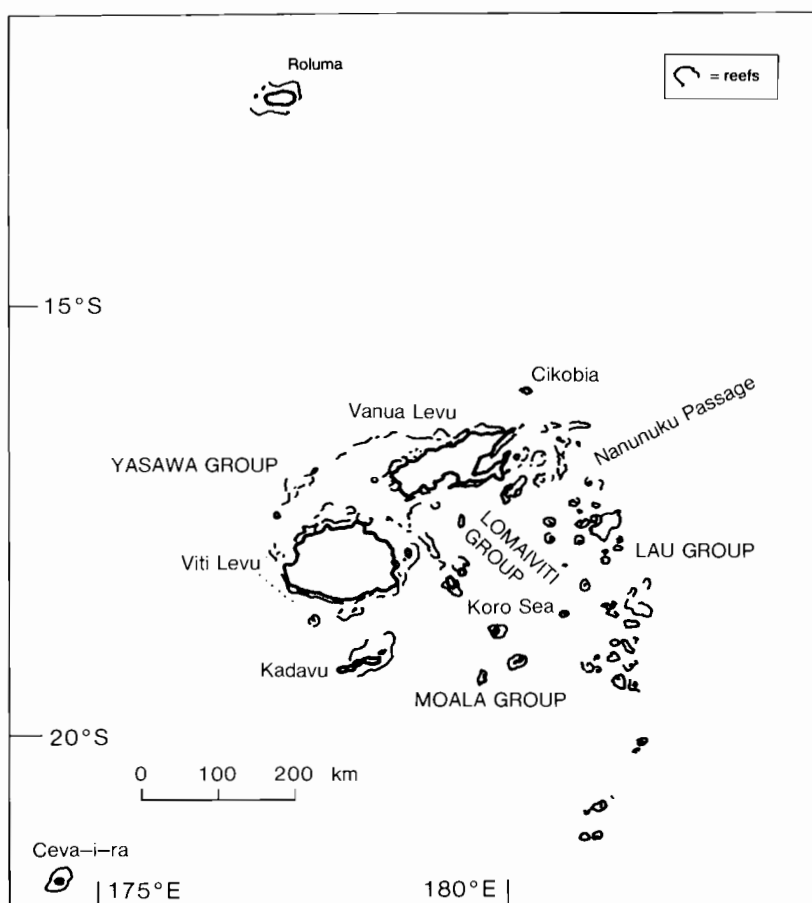 Roluma
= reefs
15°S
Cikobia
Vanua Levu
Nanunuku Passage
YASAWA GROUP
LOMAIVITI
GROUP
LAU GROUP
Viti Levu
Koro Sea
Kadavu
MOALA GROUP
20°S
0 100 200 km
Ceva-i-ra
175°E
180°E